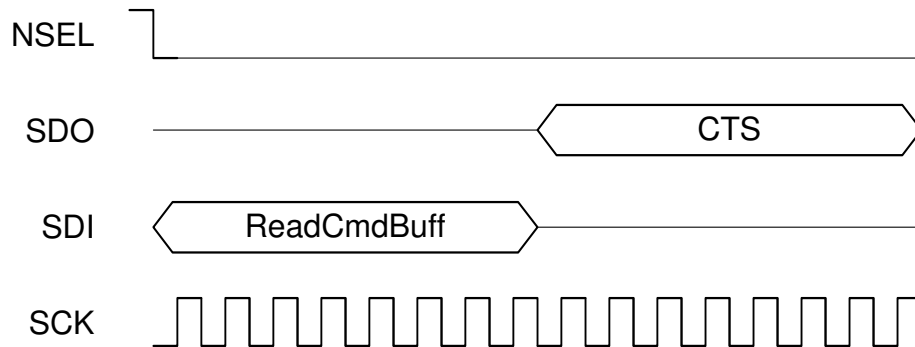 NSEL
SDO
CTS
SDI
ReadCmdBuff
SCK